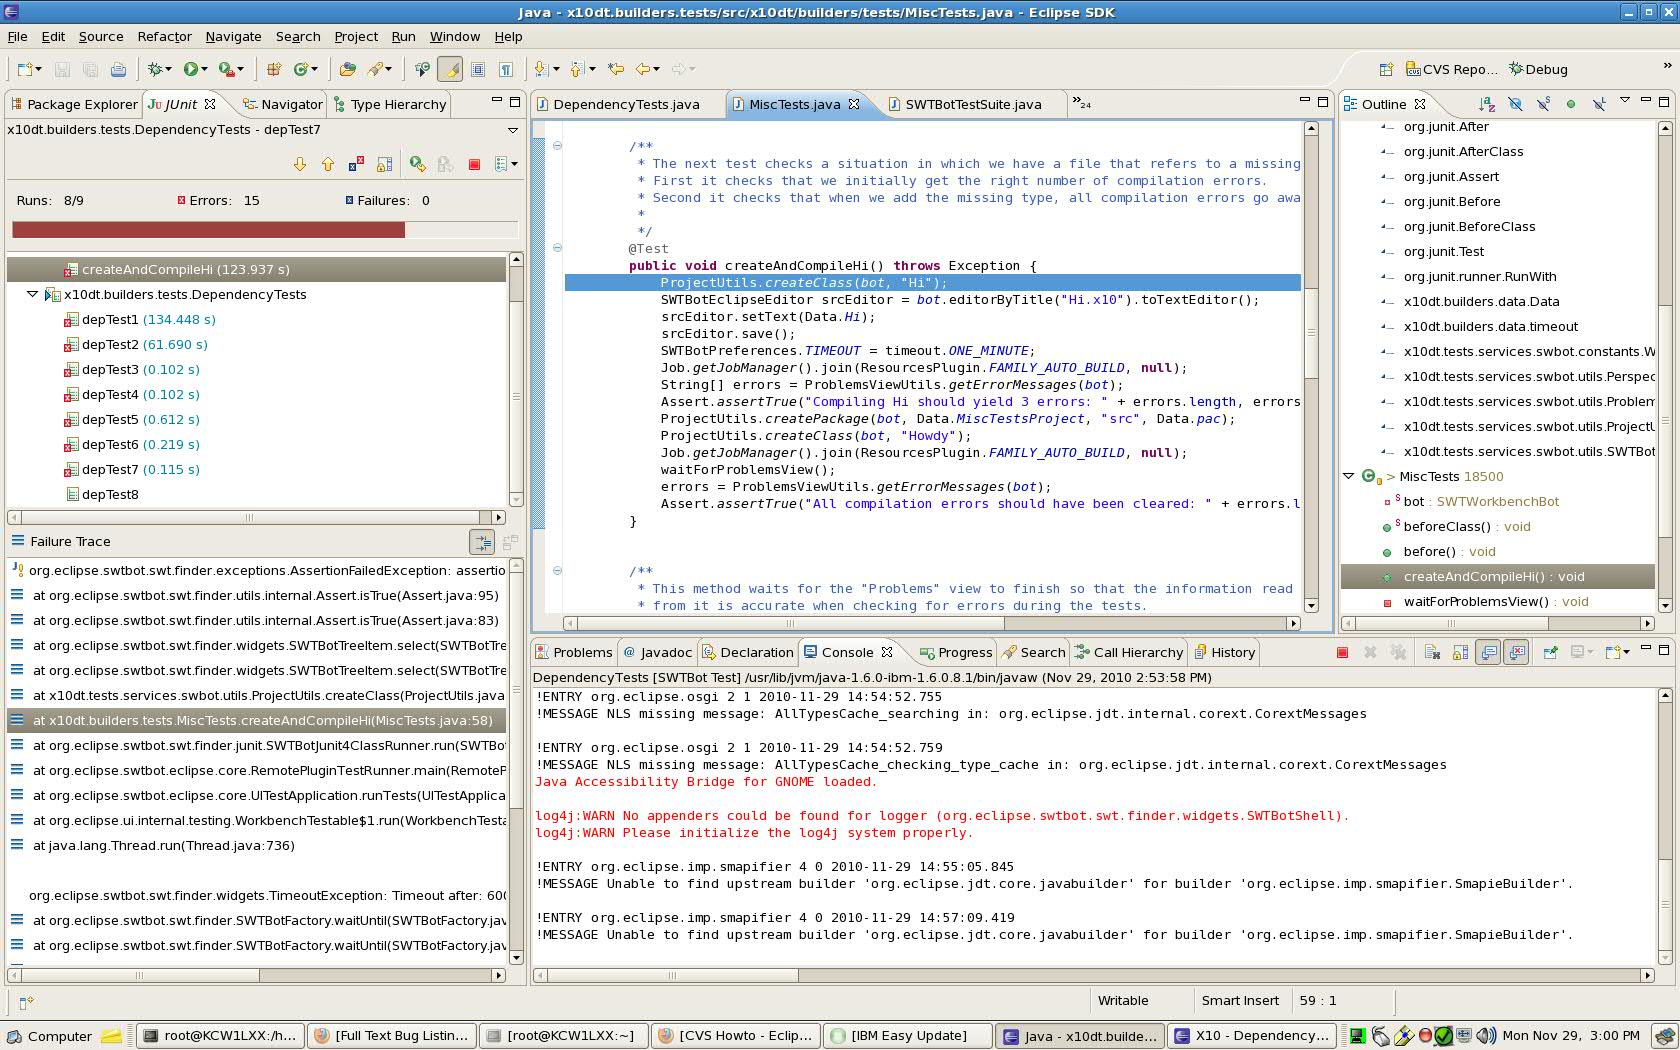 Java - x10dt.builders.tests/src/x10dt/builders/tests/MiscTests.java - Eclipse SDK
File Edit Source Refactor Navigate Search Project Run Window Help
CVS Repo... Debug »
Package Explorer JUnit Navigator Type Hierarchy
x10dt.builders.tests.DependencyTests - depTest7
Runs: 8/9 Errors: 15 Failures: 0
createAndCompileHi (123.937 s)
x10dt.builders.tests.DependencyTests
depTest1 (134.448 s)
depTest2 (61.690 s)
depTest3 (0.102 s)
depTest4 (0.102 s)
depTest5 (0.612 s)
depTest6 (0.219 s)
depTest7 (0.115 s)
depTest8
Failure Trace
org.eclipse.swtbot.swt.finder.exceptions.AssertionFailedException: assertio
at org.eclipse.swtbot.swt.finder.utils.internal.Assert.isTrue(Assert.java:95)
at org.eclipse.swtbot.swt.finder.utils.internal.Assert.isTrue(Assert.java:83)
at org.eclipse.swtbot.swt.finder.widgets.SWTBotTreeItem.select(SWTBotTre
at org.eclipse.swtbot.swt.finder.widgets.SWTBotTreeItem.select(SWTBotTre
at x10dt.tests.services.swbot.utils.ProjectUtils.createClass(ProjectUtils.java
at x10dt.builders.tests.MiscTests.createAndCompileHi(MiscTests.java:58)
at org.eclipse.swtbot.swt.finder.junit.SWTBotJunit4ClassRunner.run(SWTBo
at org.eclipse.swtbot.eclipse.core.RemotePluginTestRunner.main(RemoteP
at org.eclipse.swtbot.eclipse.core.UITestApplication.runTests(UITestApplica
at org.eclipse.ui.internal.testing.WorkbenchTestable$1.run(WorkbenchTesta
at java.lang.Thread.run(Thread.java:736)
org.eclipse.swtbot.swt.finder.widgets.TimeoutException: Timeout after: 600
at org.eclipse.swtbot.swt.finder.SWTBotFactory.waitUntil(SWTBotFactory.jav
at org.eclipse.swtbot.swt.finder.SWTBotFactory.waitUntil(SWTBotFactory.jav
DependencyTests.java MiscTests.java SWTBotTestSuite.java »24
/**
* The next test checks a situation in which we have a file that refers to a missing
* First it checks that we initially get the right number of compilation errors.
* Second it checks that when we add the missing type, all compilation errors go awa
*
*/
@Test
public void createAndCompileHi() throws Exception {
ProjectUtils.createClass(bot, "Hi");
SWTBotEclipseEditor srcEditor = bot.editorByTitle("Hi.x10").toTextEditor();
srcEditor.setText(Data.Hi);
srcEditor.save();
SWTBotPreferences.TIMEOUT = timeout.ONE_MINUTE;
Job.getJobManager().join(ResourcesPlugin.FAMILY_AUTO_BUILD, null);
String[] errors = ProblemsViewUtils.getErrorMessages(bot);
Assert.assertTrue("Compiling Hi should yield 3 errors: " + errors.length, errors
ProjectUtils.createPackage(bot, Data.MiscTestsProject, "src", Data.pac);
ProjectUtils.createClass(bot, "Howdy");
Job.getJobManager().join(ResourcesPlugin.FAMILY_AUTO_BUILD, null);
waitForProblemsView();
errors = ProblemsViewUtils.getErrorMessages(bot);
Assert.assertTrue("All compilation errors should have been cleared: " + errors.l
}
/**
* This method waits for the "Problems" view to finish so that the information read
* from it is accurate when checking for errors during the tests.
Outline
org.junit.After
org.junit.AfterClass
org.junit.Assert
org.junit.Before
org.junit.BeforeClass
org.junit.Test
org.junit.runner.RunWith
x10dt.builders.data.Data
x10dt.builders.data.timeout
x10dt.tests.services.swbot.constants.W
x10dt.tests.services.swbot.utils.Perspec
x10dt.tests.services.swbot.utils.Problem
x10dt.tests.services.swbot.utils.ProjectU
x10dt.tests.services.swbot.utils.SWTBot
> MiscTests 18500
bot : SWTWorkbenchBot
beforeClass() : void
before() : void
createAndCompileHi() : void
waitForProblemsView() : void
Problems Javadoc Declaration Console Progress Search Call Hierarchy History
DependencyTests [SWTBot Test] /usr/lib/jvm/java-1.6.0-ibm-1.6.0.8.1/bin/javaw (Nov 29, 2010 2:53:58 PM)
!ENTRY org.eclipse.osgi 2 1 2010-11-29 14:54:52.755
!MESSAGE NLS missing message: AllTypesCache_searching in: org.eclipse.jdt.internal.corext.CorextMessages
!ENTRY org.eclipse.osgi 2 1 2010-11-29 14:54:52.759
!MESSAGE NLS missing message: AllTypesCache_checking_type_cache in: org.eclipse.jdt.internal.corext.CorextMessages
Java Accessibility Bridge for GNOME loaded.
log4j:WARN No appenders could be found for logger (org.eclipse.swtbot.swt.finder.widgets.SWTBotShell).
log4j:WARN Please initialize the log4j system properly.
!ENTRY org.eclipse.imp.smapifier 4 0 2010-11-29 14:55:05.845
!MESSAGE Unable to find upstream builder 'org.eclipse.jdt.core.javabuilder' for builder 'org.eclipse.imp.smapifier.SmapieBuilder'.
!ENTRY org.eclipse.imp.smapifier 4 0 2010-11-29 14:57:09.419
!MESSAGE Unable to find upstream builder 'org.eclipse.jdt.core.javabuilder' for builder 'org.eclipse.imp.smapifier.SmapieBuilder'.
Writable Smart Insert 59 : 1
Computer root@KCW1LXX:/h... [Full Text Bug Listin... [root@KCW1LXX:~] [CVS Howto - Eclip... [IBM Easy Update] Java - x10dt.builde... X10 - Dependency... Mon Nov 29, 3:00 PM